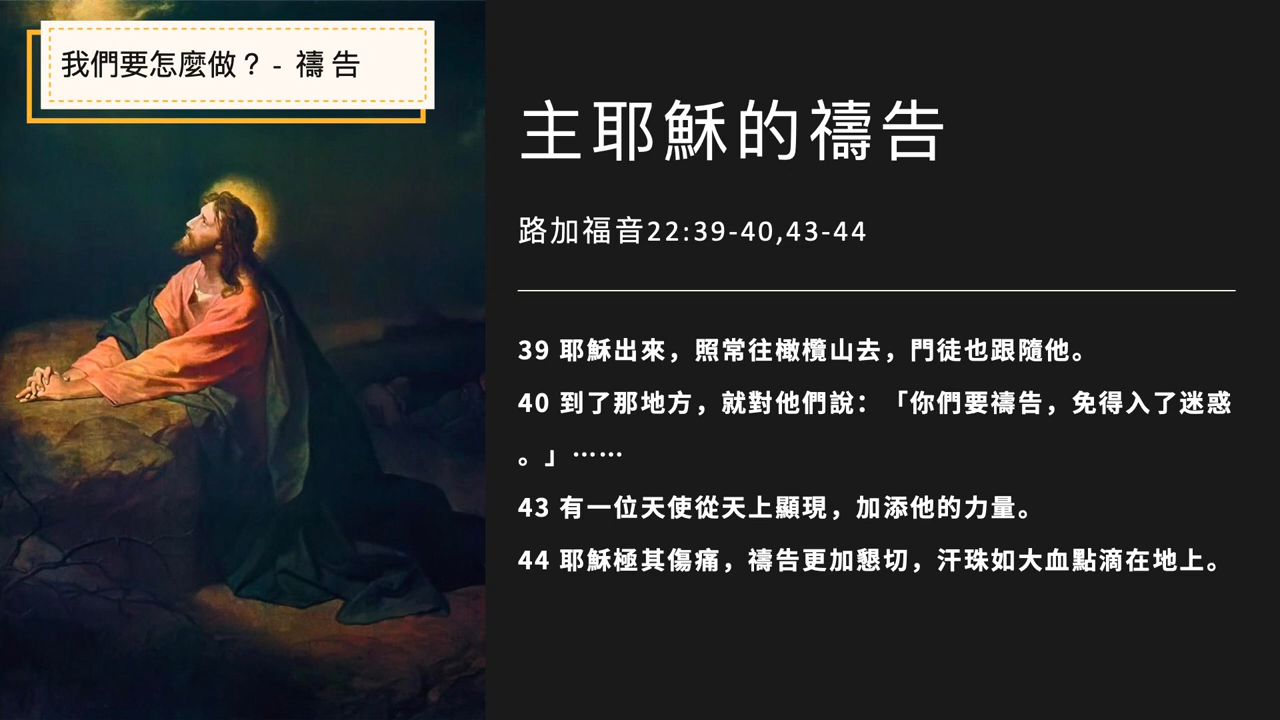 我們要怎麼做？- 禱 告
主耶穌的禱告
路加福音22:39-40,43-44
39 耶穌出來，照常往橄欖山去，門徒也跟隨他。
40 到了那地方，就對他們說：「你們要禱告，免得入了迷惑
。」……
43 有一位天使從天上顯現，加添他的力量。
44 耶穌極其傷痛，禱告更加懇切，汗珠如大血點滴在地上。